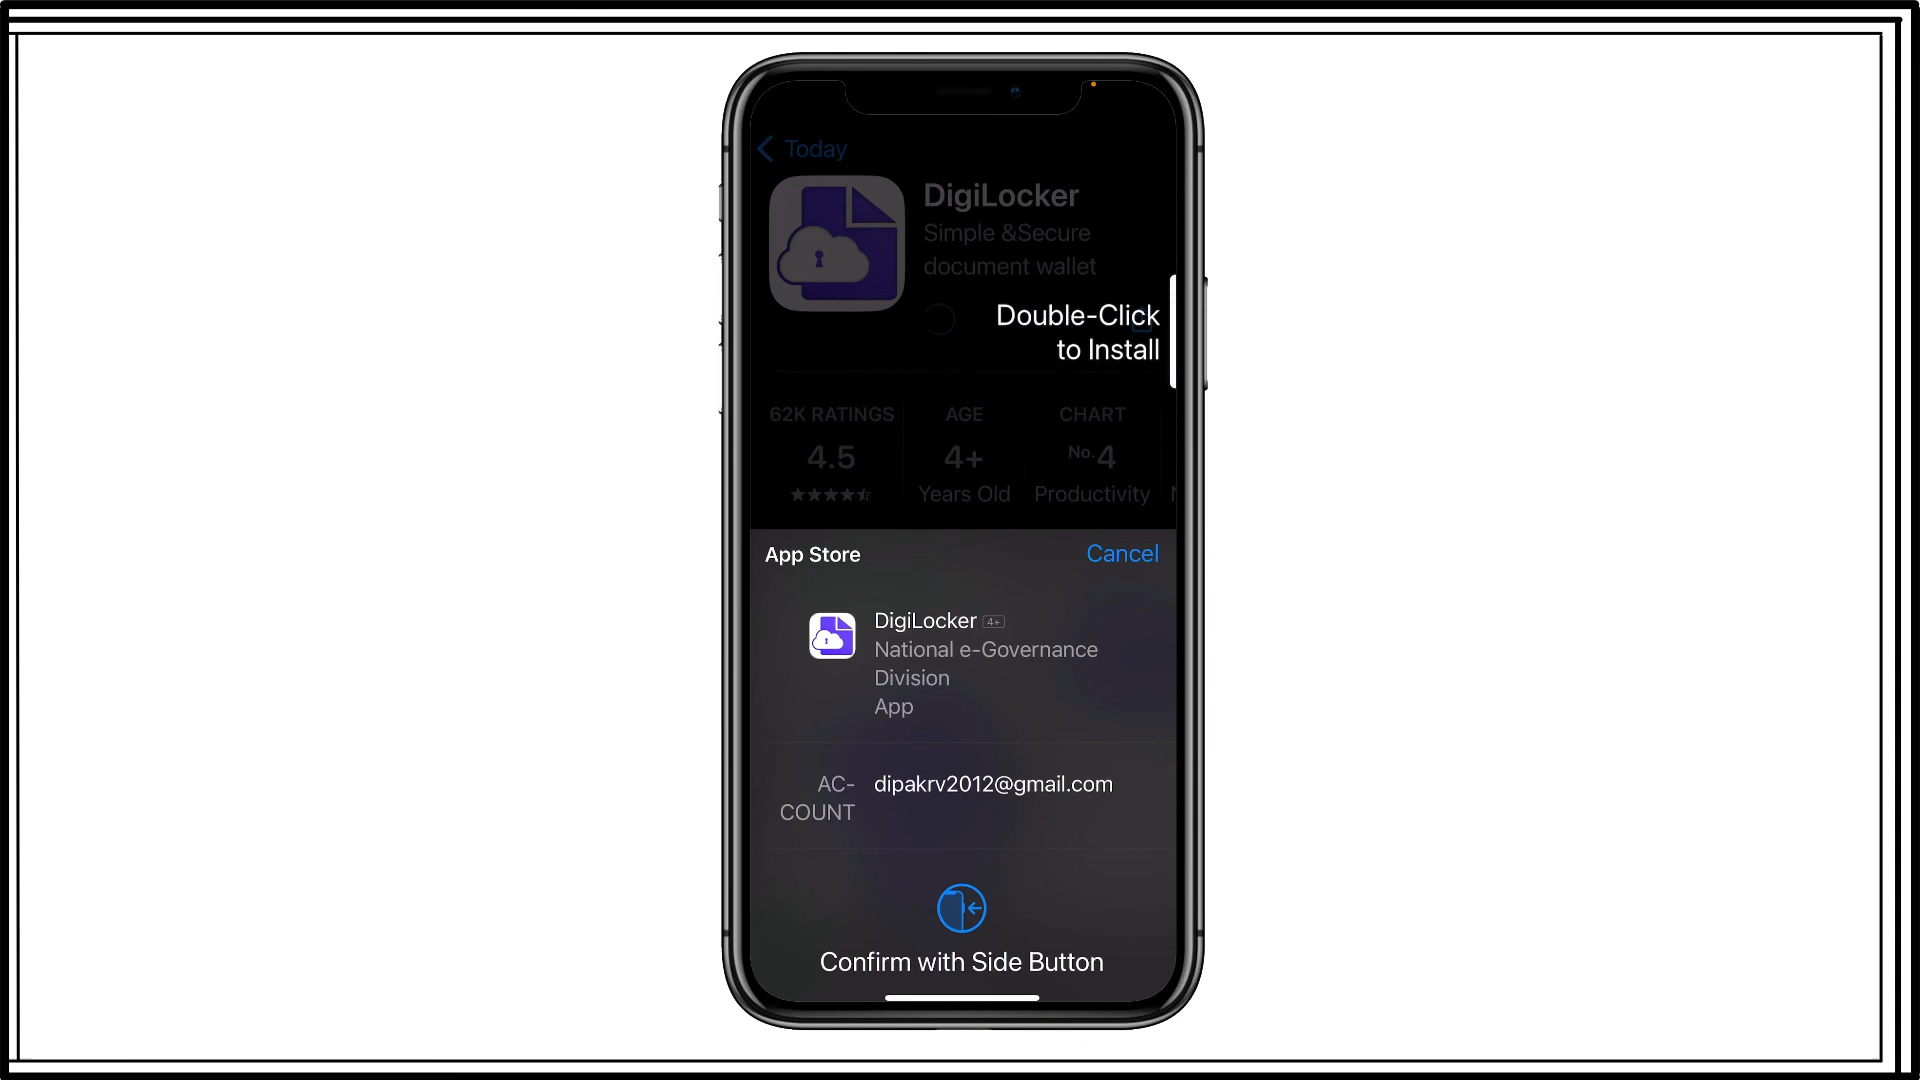 Today
DigiLocker
Simple &Secure
document wallet
Double-Click
to Install
62K RATINGS
AGE
CHART
4.5
4+
No.4
Years Old
Productivity
App Store
Cancel
DigiLocker 4+
National e-Governance
Division
App
AC-
COUNT
dipakrv2012@gmail.com
Confirm with Side Button